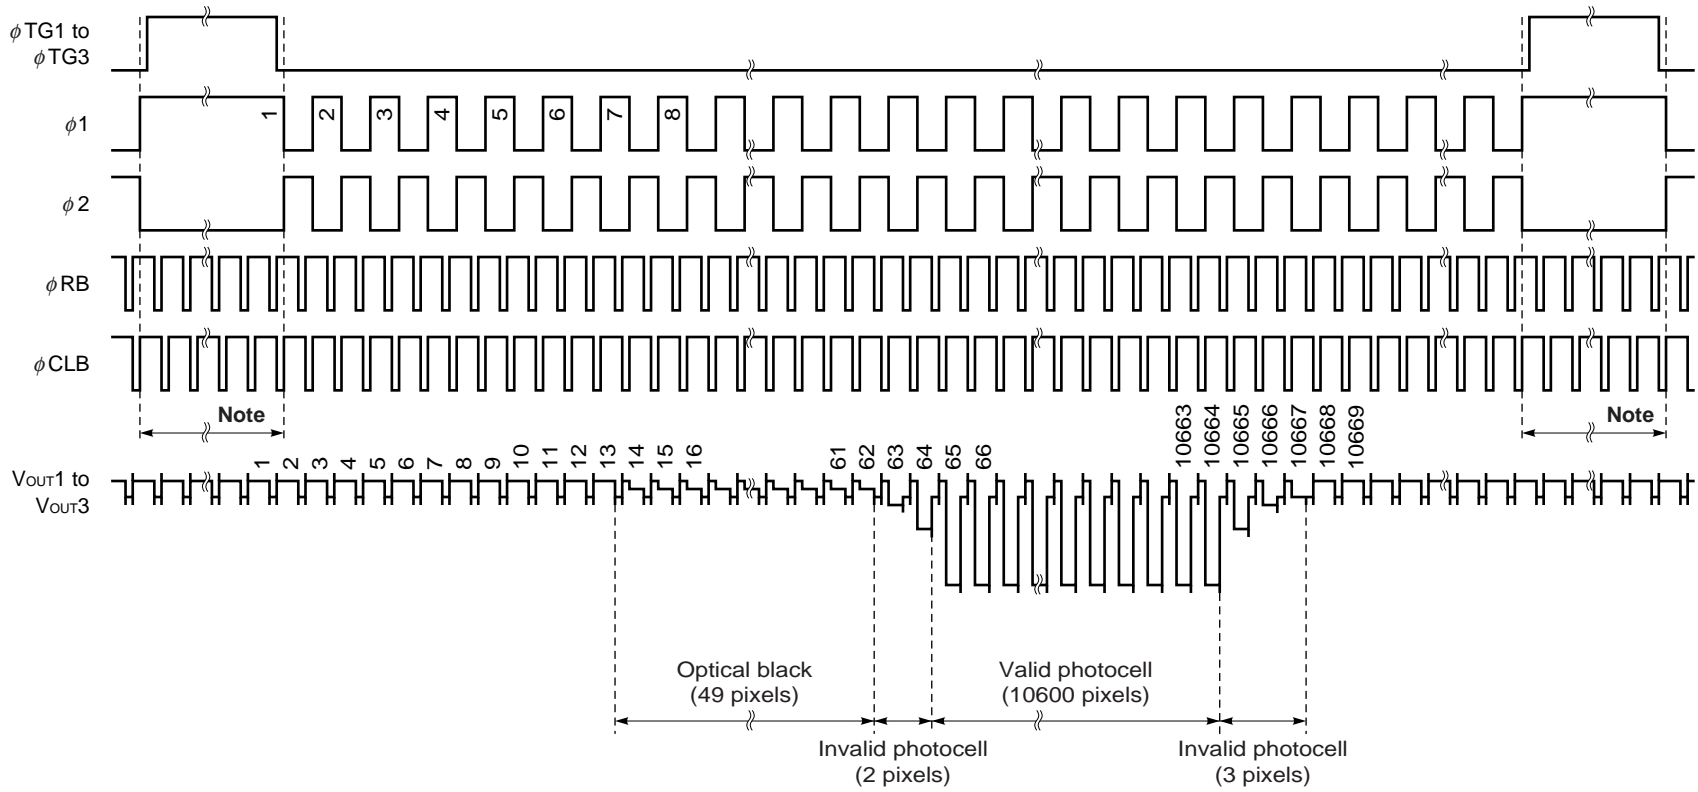 φTG1 to
φTG3
φ1
1 2 3 4 5 6 7 8
φ2
φRB
φCLB
Note Note
VOUT1 to
VOUT3
1 2 3 4 5 6 7 8 9 10 11 12 13 14 15 16 61 62 63 64 65 66 10663 10664 10665 10666 10667 10668 10669
Optical black
(49 pixels)
Valid photocell
(10600 pixels)
Invalid photocell
(2 pixels)
Invalid photocell
(3 pixels)